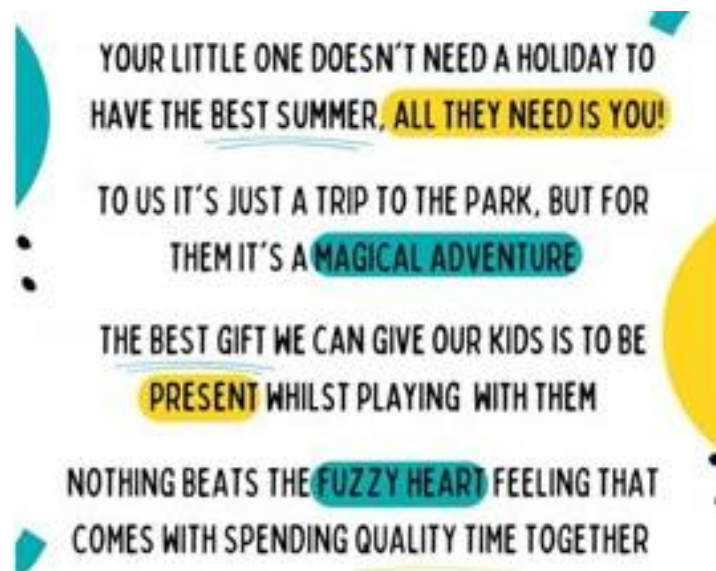 YOUR LITTLE ONE DOESN'T NEED A HOLIDAY TO
HAVE THE BEST SUMMER, ALL THEY NEED IS YOU!
TO US IT'S JUST A TRIP TO THE PARK, BUT FOR
THEM IT'S A MAGICAL ADVENTURE
THE BEST GIFT WE CAN GIVE OUR KIDS IS TO BE
PRESENT WHILST PLAYING WITH THEM
NOTHING BEATS THE FUZZY HEART FEELING THAT
COMES WITH SPENDING QUALITY TIME TOGETHER